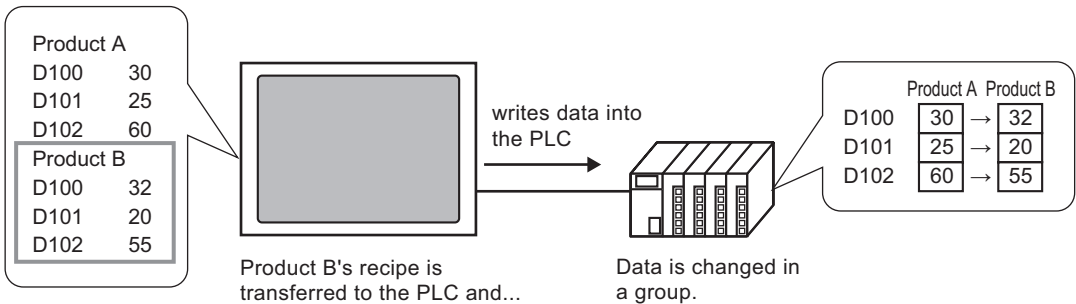 Product A
D100 30
D101 25
D102 60
Product B
D100 32
D101 20
D102 55
writes data into
the PLC
Product A Product B
D100 30 → 32
D101 25 → 20
D102 60 → 55
Product B's recipe is
transferred to the PLC and...
Data is changed in
a group.